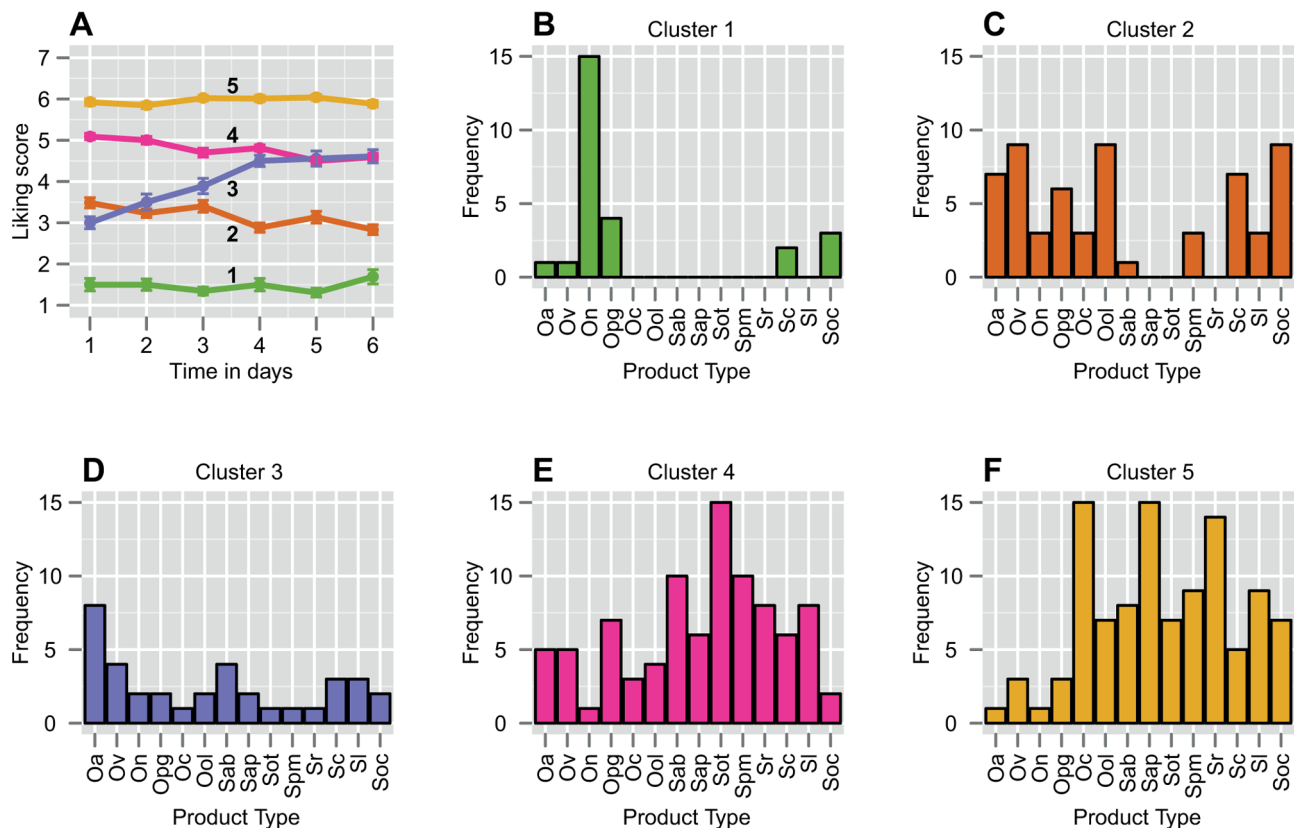 A
7
6
5
4
3
2
1
Liking score
5
4
3
2
1
1 2 3 4 5 6
Time in days
B
Cluster 1
15
10
5
0
Frequency
Oa Ov On Opg Oc Ool Sab Sap Sot Spm Sr Sc Sl Soc
Product Type
C
Cluster 2
15
10
5
0
Frequency
Oa Ov On Opg Oc Ool Sab Sap Sot Spm Sr Sc Sl Soc
Product Type
D
Cluster 3
15
10
5
0
Frequency
Oa Ov On Opg Oc Ool Sab Sap Sot Spm Sr Sc Sl Soc
Product Type
E
Cluster 4
15
10
5
0
Frequency
Oa Ov On Opg Oc Ool Sab Sap Sot Spm Sr Sc Sl Soc
Product Type
F
Cluster 5
15
10
5
0
Frequency
Oa Ov On Opg Oc Ool Sab Sap Sot Spm Sr Sc Sl Soc
Product Type